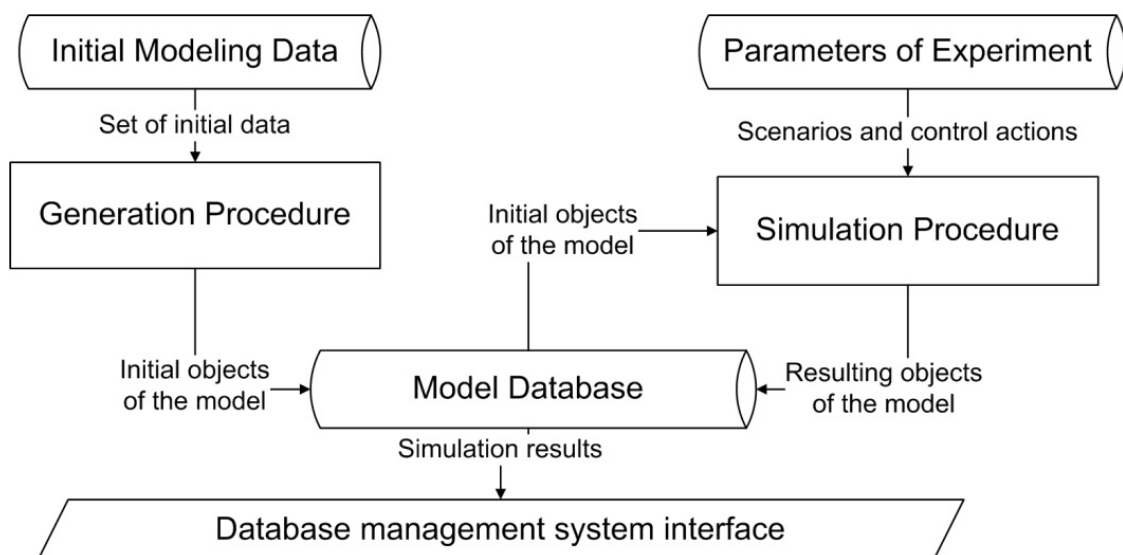 Initial Modeling Data
Parameters of Experiment
Set of initial data
Scenarios and control actions
Generation Procedure
Initial objects
of the model
Simulation Procedure
Initial objects
of the model
Model Database
Resulting objects
of the model
Simulation results
Database management system interface